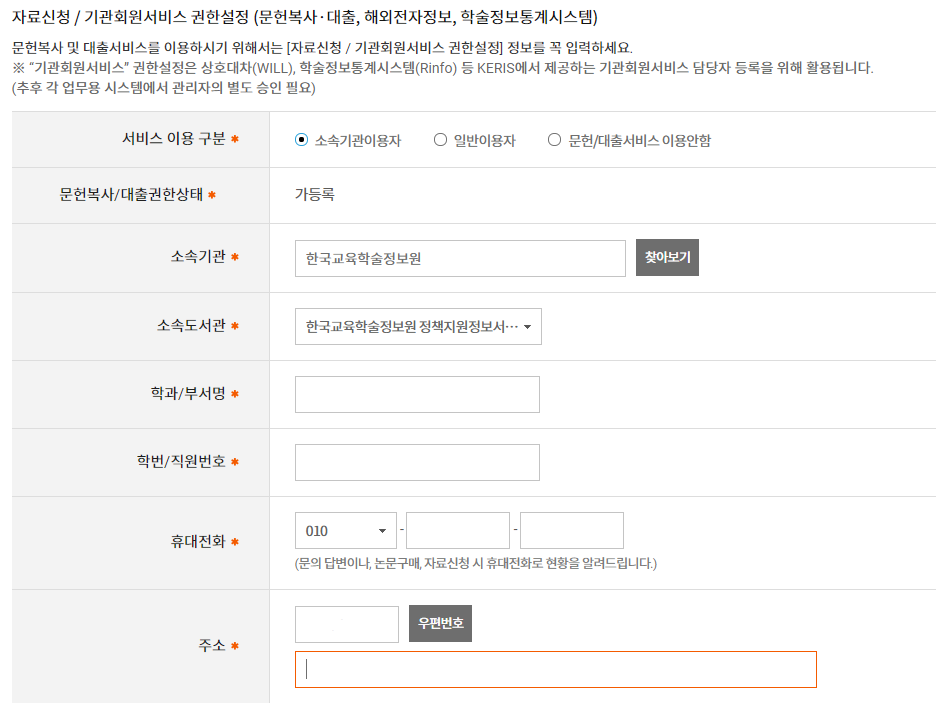 자료신청 / 기관회원서비스 권한설정 (문헌복사·대출, 해외전자정보, 학술정보통계시스템)
문헌복사 및 대출서비스를 이용하시기 위해서는 [자료신청 / 기관회원서비스 권한설정] 정보를 꼭 입력하세요.
※ “기관회원서비스” 권한설정은 상호대차(WILL), 학술정보통계시스템(Rinfo) 등 KERIS에서 제공하는 기관회원서비스 담당자 등록을 위해 활용됩니다.
(추후 각 업무용 시스템에서 관리자의 별도 승인 필요)
서비스 이용 구분 * 소속기관이용자 일반이용자 문헌/대출서비스 이용안함
문헌복사/대출권한상태 * 가등록
소속기관 * 한국교육학술정보원 찾아보기
소속도서관 * 한국교육학술정보원 정책지원정보서···
학과/부서명 *
학번/직원번호 *
휴대전화 * 010 - -
(문의 답변이나, 논문구매, 자료신청 시 휴대전화로 현황을 알려드립니다.)
주소 * 우편번호